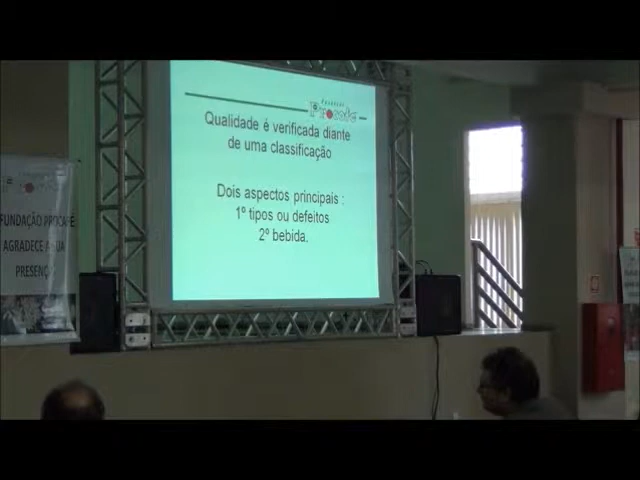 Procafé
Qualidade é verificada diante
de uma classificação
Dois aspectos principais :
1º tipos ou defeitos
2º bebida.
FUNDAÇÃO PROCAFÉ
AGRADECE A SUA
PRESENÇA